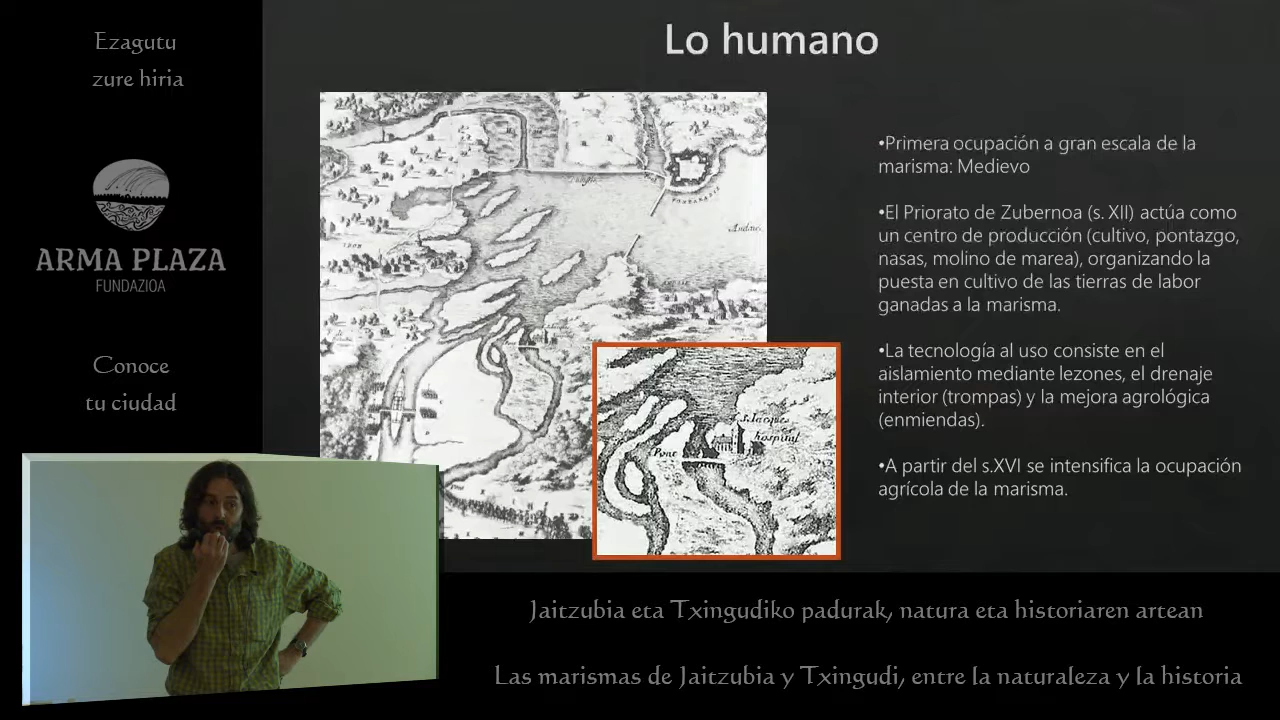 Ezagutu
zure hiria
ARMA PLAZA
FUNDAZIOA
Conoce
tu ciudad
Lo humano
•Primera ocupación a gran escala de la
marisma: Medievo
•El Priorato de Zubernoa (s. XII) actúa como
un centro de producción (cultivo, pontazgo,
nasas, molino de marea), organizando la
puesta en cultivo de las tierras de labor
ganadas a la marisma.
•La tecnología al uso consiste en el
aislamiento mediante lezones, el drenaje
interior (trompas) y la mejora agrológica
(enmiendas).
•A partir del s.XVI se intensifica la ocupación
agrícola de la marisma.
FONTARABIE
Pont
S. Jacques
hospital
Jaitzubia eta Txingudiko padurak, natura eta historiaren artean
Las marismas de Jaitzubia y Txingudi, entre la naturaleza y la historia